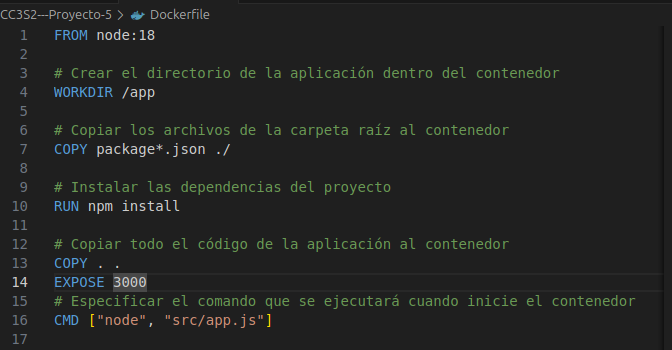 CC3S2---Proyecto-5 > Dockerfile
1 FROM node:18
2
3 # Crear el directorio de la aplicación dentro del contenedor
4 WORKDIR /app
5
6 # Copiar los archivos de la carpeta raíz al contenedor
7 COPY package*.json ./
8
9 # Instalar las dependencias del proyecto
10 RUN npm install
11
12 # Copiar todo el código de la aplicación al contenedor
13 COPY . .
14 EXPOSE 3000
15 # Especificar el comando que se ejecutará cuando inicie el contenedor
16 CMD ["node", "src/app.js"]
17